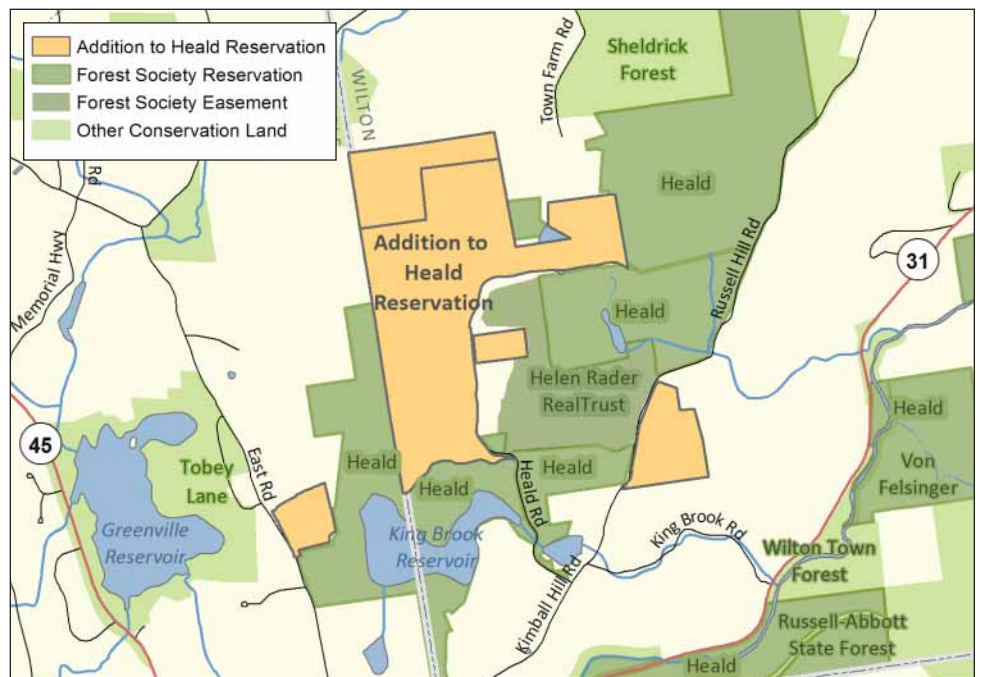 Addition to Heald Reservation
Forest Society Reservation
Forest Society Easement
Other Conservation Land
WILTON
Town Farm Rd
Sheldrick
Forest
Rd
Heald
Memorial Hwy
Addition to
Heald
Reservation
Russell Hill Rd
31
Heald
Helen Rader
RealTrust
Heald
45
Tobey
Lane
East Rd
Heald
Heald
Heald
Heald Rd
Von
Felsinger
Greenville
Reservoir
King Brook
Reservoir
King Brook Rd
Kimball Hill Rd
Wilton Town
Forest
Russell-Abbott
State Forest
Heald